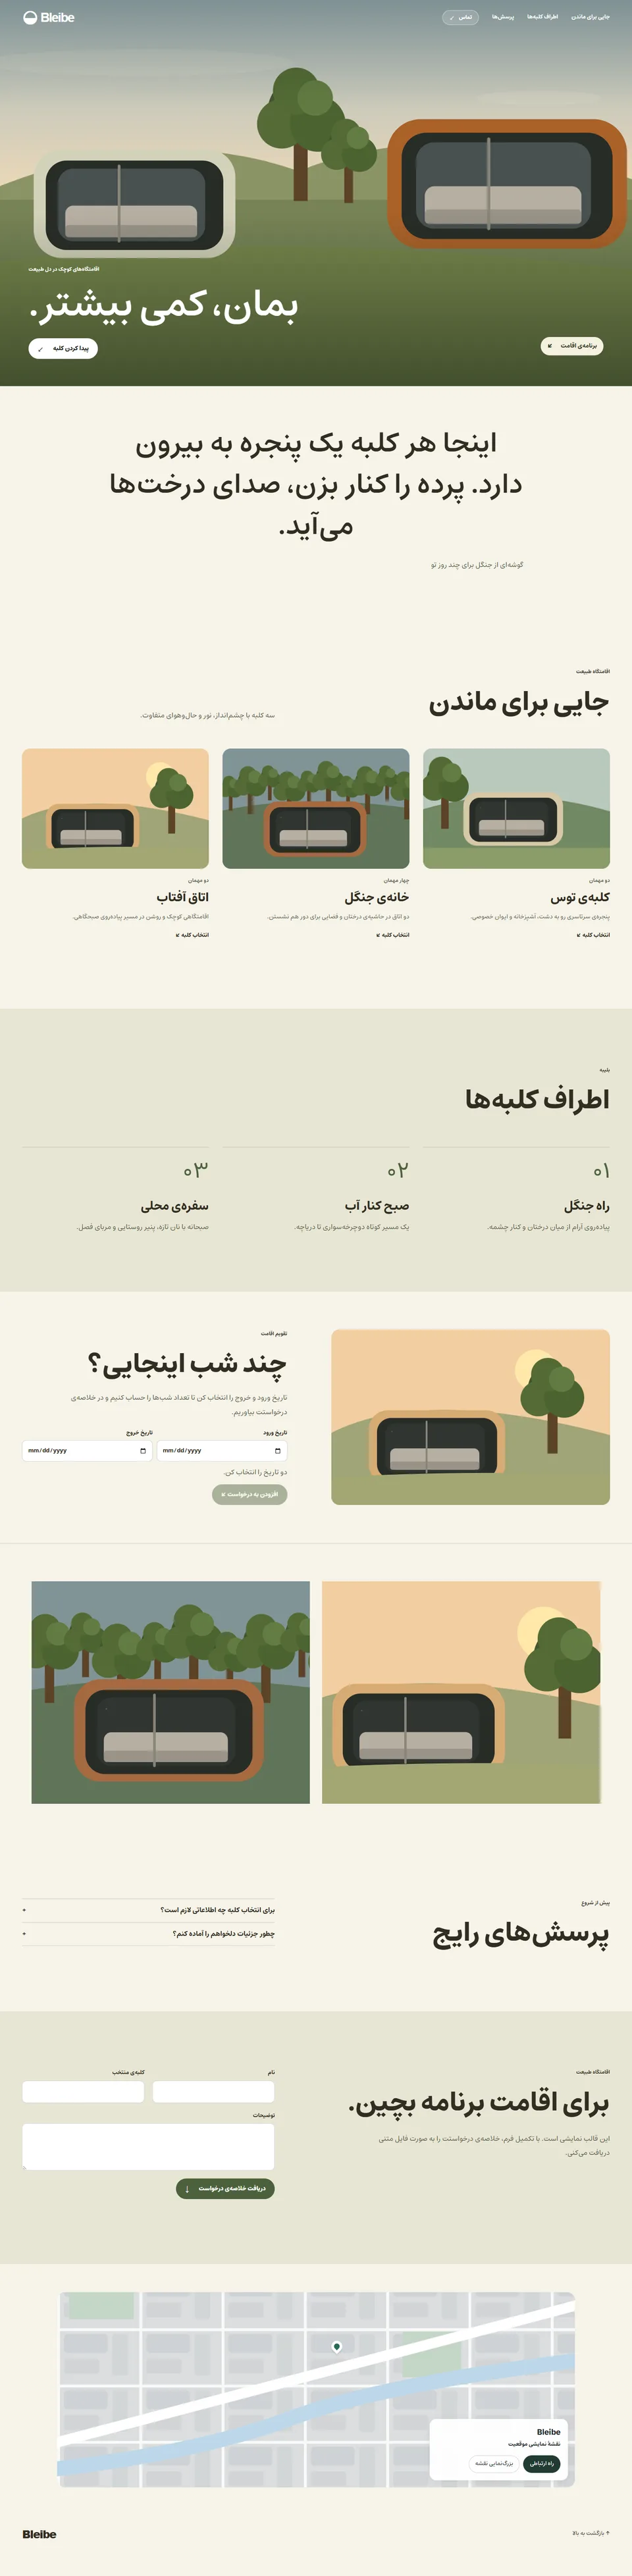 Bleibe
جایی برای ماندن
اطراف کلبه‌ها
پرسش‌ها
تماس
اقامتگاه‌های کوچک در دل طبیعت
بمان، کمی بیشتر.
برنامه‌ی اقامت
پیدا کردن کلبه
اینجا هر کلبه یک پنجره به بیرون
دارد. پرده را کنار بزن، صدای درخت‌ها
می‌آید.
گوشه‌ای از جنگل برای چند روز تو
اقامتگاه طبیعت
جایی برای ماندن
سه کلبه با چشم‌انداز، نور و حال‌وهوای متفاوت.
دو مهمان
کلبه‌ی توس
پنجره‌ی سرتاسری رو به دشت، آشپزخانه و ایوان خصوصی.
انتخاب کلبه
چهار مهمان
خانه‌ی جنگل
دو اتاق در حاشیه‌ی درختان و فضایی برای دور هم نشستن.
انتخاب کلبه
دو مهمان
اتاق آفتاب
اقامتگاهی کوچک و روشن در مسیر پیاده‌روی صبحگاهی.
انتخاب کلبه
بلیبه
اطراف کلبه‌ها
۰۱
راه جنگل
پیاده‌روی آرام از میان درختان و کنار چشمه.
۰۲
صبح کنار آب
یک مسیر کوتاه دوچرخه‌سواری تا دریاچه.
۰۳
سفره‌ی محلی
صبحانه با نان تازه، پنیر روستایی و مربای فصل.
تقویم اقامت
چند شب اینجایی؟
تاریخ ورود و خروج را انتخاب کن تا تعداد شب‌ها را حساب کنیم و در خلاصه‌ی
درخواستت بیاوریم.
تاریخ ورود
mm/dd/yyyy
تاریخ خروج
mm/dd/yyyy
دو تاریخ را انتخاب کن.
افزودن به درخواست
پیش از شروع
پرسش‌های رایج
برای انتخاب کلبه چه اطلاعاتی لازم است؟
چطور جزئیات دلخواهم را آماده کنم؟
اقامتگاه طبیعت
برای اقامت برنامه بچین.
این قالب نمایشی است. با تکمیل فرم، خلاصه‌ی درخواستت را به صورت فایل متنی
دریافت می‌کنی.
نام
کلبه‌ی منتخب
توضیحات
دریافت خلاصه‌ی درخواست
Bleibe
نقشهٔ نمایشی موقعیت
راه ارتباطی
بزرگ‌نمایی نقشه
بازگشت به بالا
Bleibe